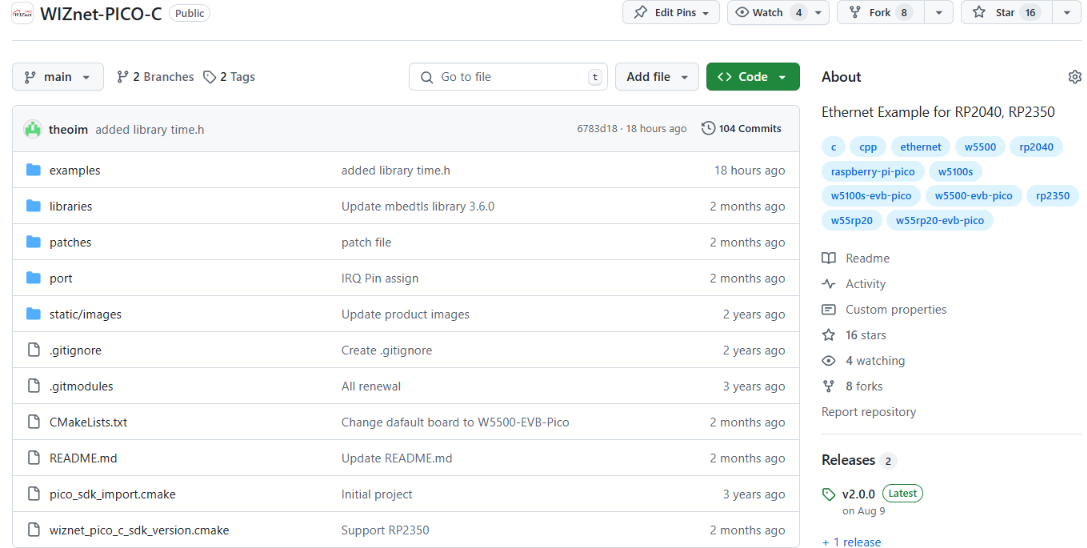 WIZnet WIZnet-PICO-C Public Edit Pins Watch 4 Fork 8 Star 16
main 2 Branches 2 Tags Go to file t Add file Code
theoim added library time.h 6783d18 · 18 hours ago 104 Commits
examples added library time.h 18 hours ago
libraries Update mbedtls library 3.6.0 2 months ago
patches patch file 2 months ago
port IRQ Pin assign 2 months ago
static/images Update product images 2 years ago
.gitignore Create .gitignore 2 years ago
.gitmodules All renewal 3 years ago
CMakeLists.txt Change dafault board to W5500-EVB-Pico 2 months ago
README.md Update README.md 2 months ago
pico_sdk_import.cmake Initial project 3 years ago
wiznet_pico_c_sdk_version.cmake Support RP2350 2 months ago
About
Ethernet Example for RP2040, RP2350
c cpp ethernet w5500 rp2040
raspberry-pi-pico w5100s
w5100s-evb-pico w5500-evb-pico rp2350
w55rp20 w55rp20-evb-pico
Readme
Activity
Custom properties
16 stars
4 watching
8 forks
Report repository
Releases 2
v2.0.0 Latest
on Aug 9
+ 1 release